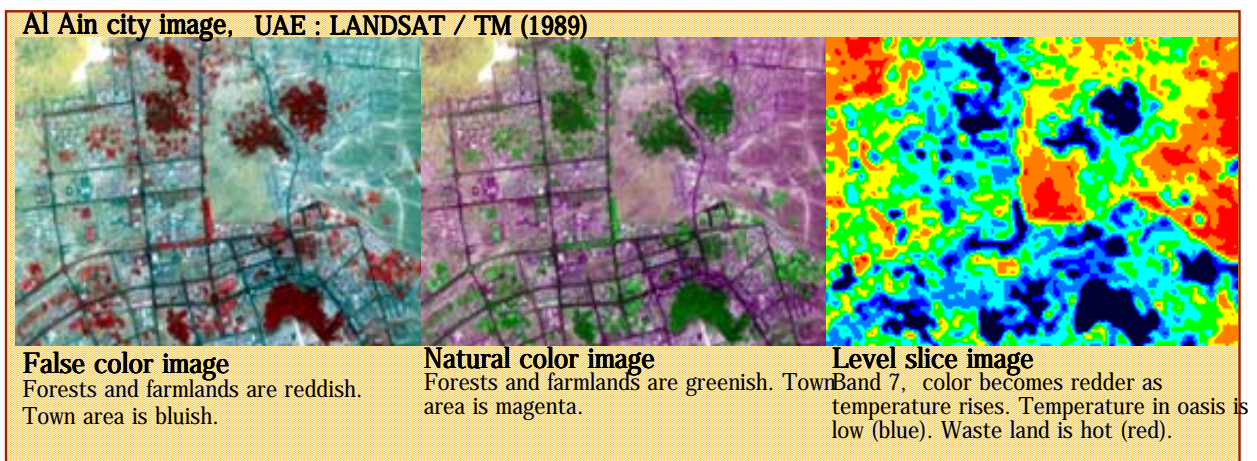 Al Ain city image, UAE : LANDSAT / TM (1989)
False color image
Forests and farmlands are reddish.
Town area is bluish.
Natural color image
Forests and farmlands are greenish. Town
area is magenta.
Level slice image
Band 7, color becomes redder as
temperature rises. Temperature in oasis is
low (blue). Waste land is hot (red).